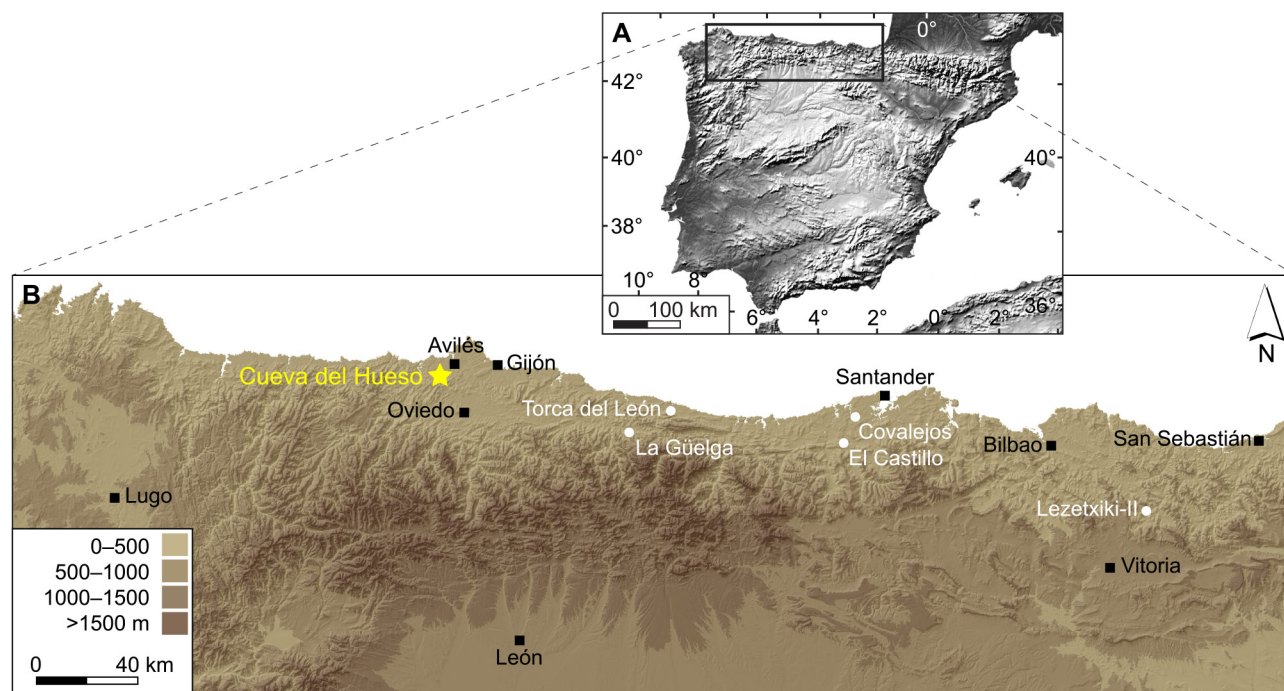 A
0°
42°
40°
40°
38°
36°
10°
8°
6°
4°
2°
0°
2°
0 100 km
B
N
Avilés
Gijón
Cueva del Hueso
Oviedo
Torca del León
La Güelga
Santander
Covalejos
El Castillo
Bilbao
San Sebastián
Lugo
Lezetxiki-II
Vitoria
León
0–500
500–1000
1000–1500
>1500 m
0 40 km